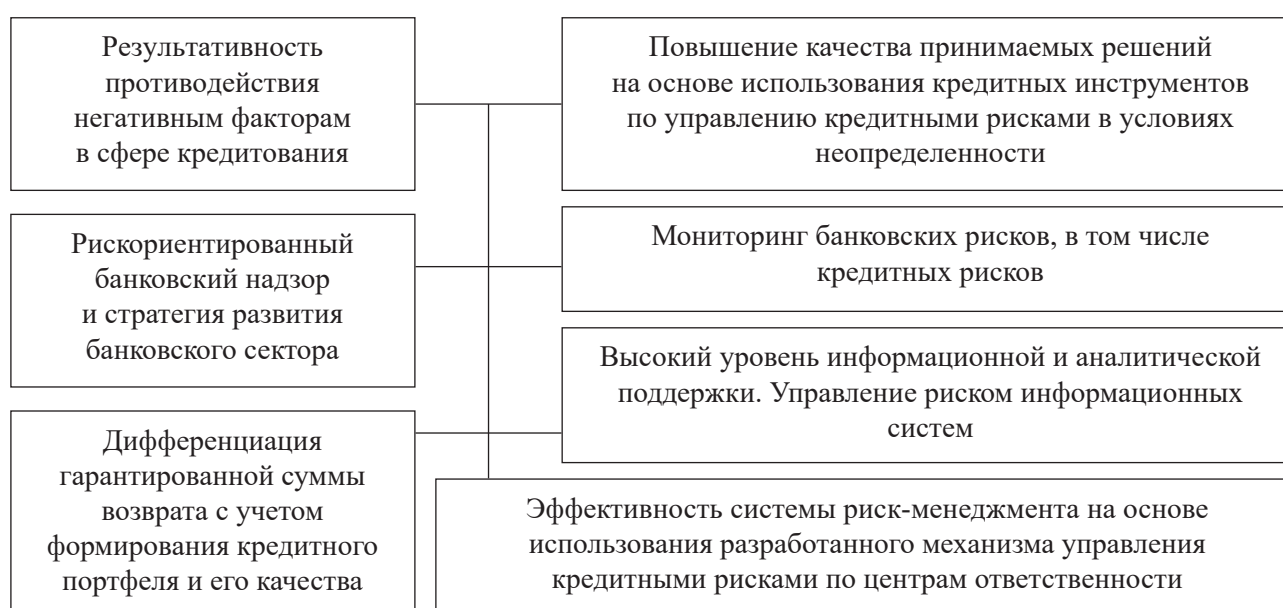 Результативность
противодействия
негативным факторам
в сфере кредитования
Повышение качества принимаемых решений
на основе использования кредитных инструментов
по управлению кредитными рисками в условиях
неопределенности
Рискориентированный
банковский надзор
и стратегия развития
банковского сектора
Мониторинг банковских рисков, в том числе
кредитных рисков
Высокий уровень информационной и аналитической
поддержки. Управление риском информационных
систем
Дифференциация
гарантированной суммы
возврата с учетом
формирования кредитного
портфеля и его качества
Эффективность системы риск-менеджмента на основе
использования разработанного механизма управления
кредитными рисками по центрам ответственности